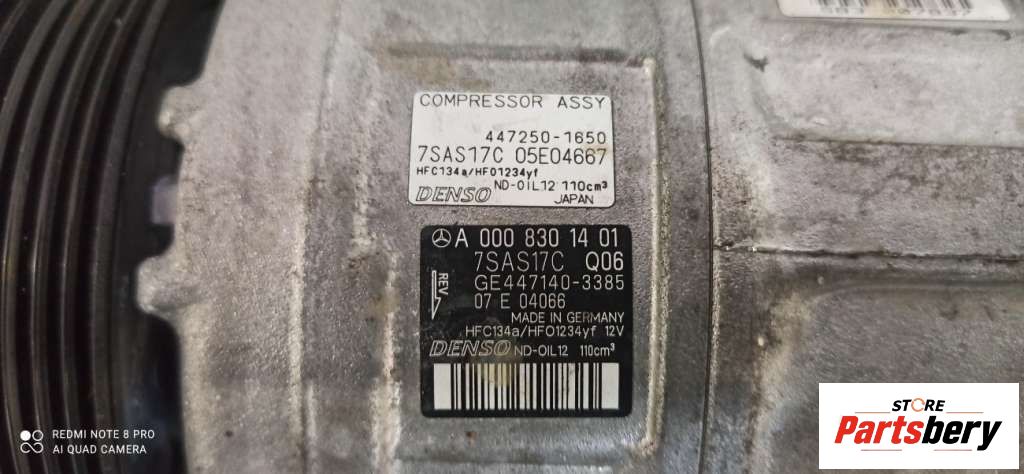 COMPRESSOR ASSY
447250-1650
7SAS17C 05E04667
HFC134a/HFO1234yf
DENSO ND-OIL12 110cm³
JAPAN
A 000 830 14 01
7SAS17C Q06
REV
GE447140-3385
07 E 04066
MADE IN GERMANY
HFC134a/HFO1234yf 12V
DENSO ND-OIL12 110cm³
REDMI NOTE 8 PRO
AI QUAD CAMERA
STORE
Partsbery